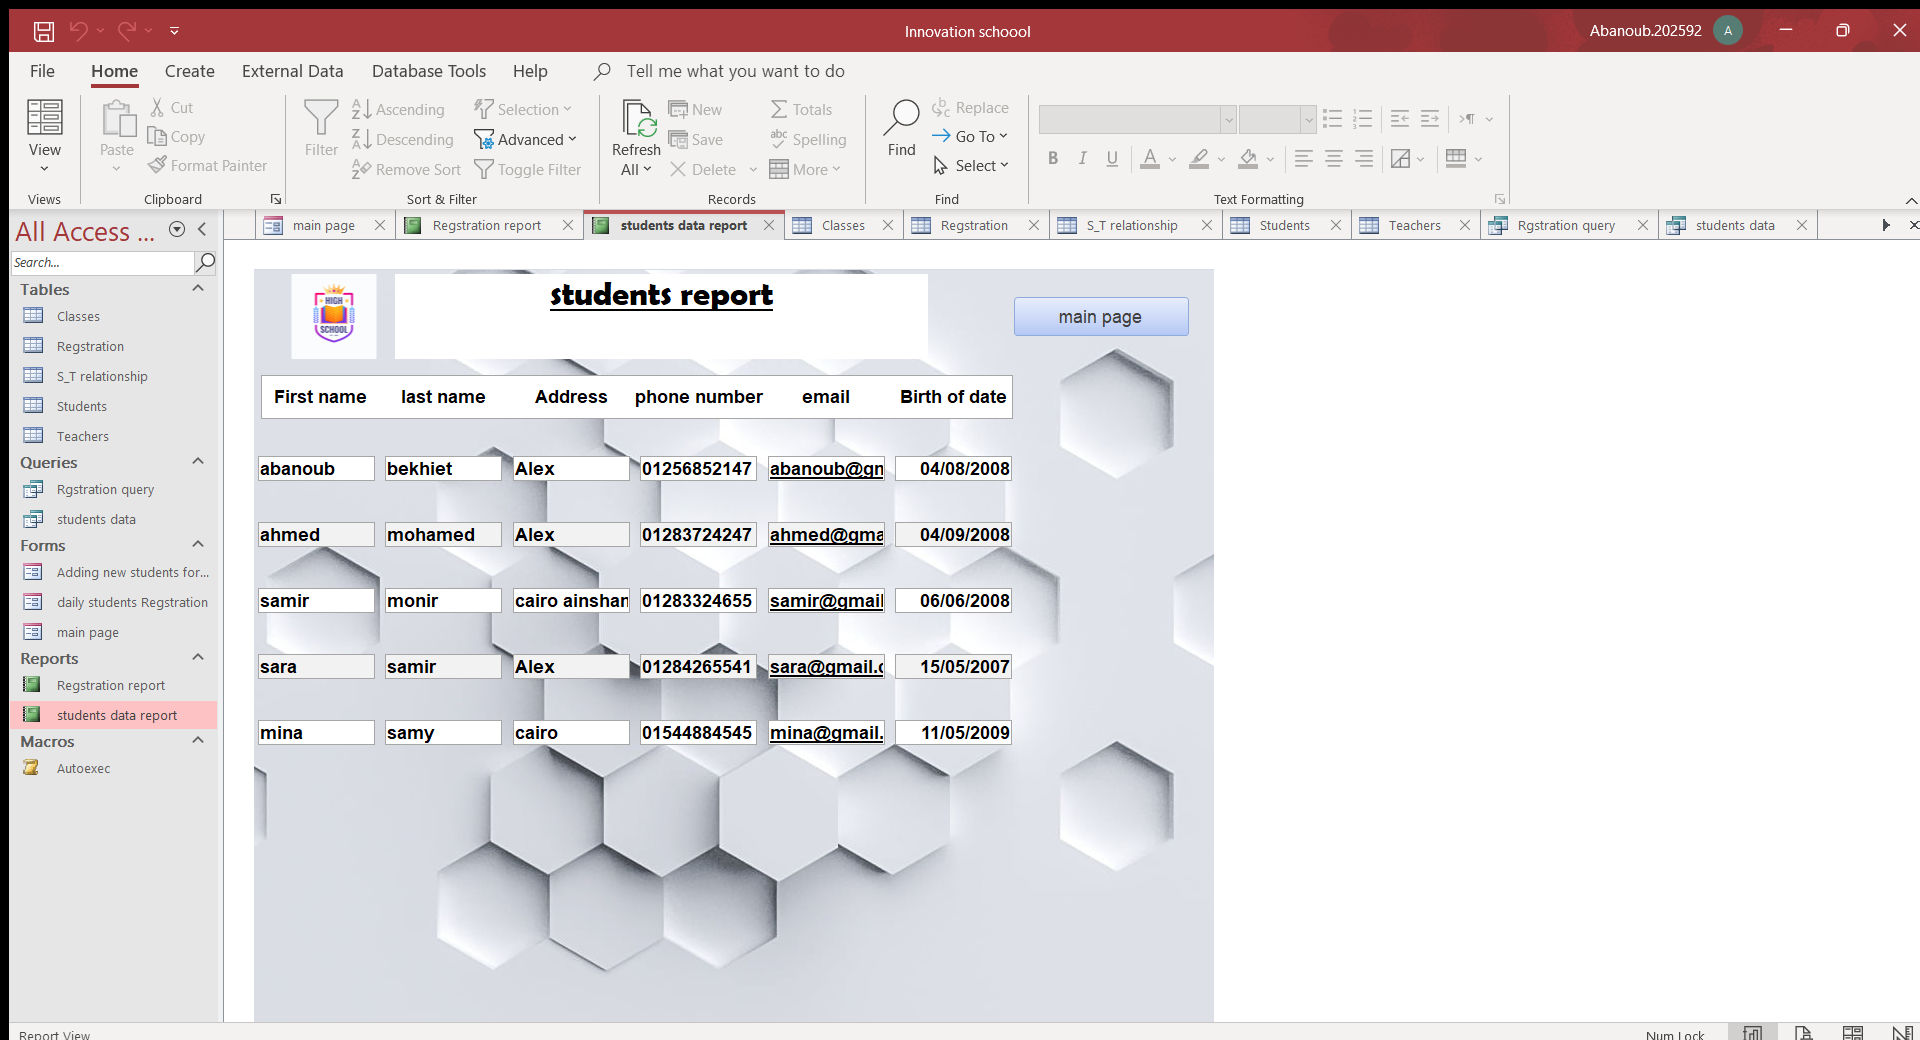 Innovation schoool
Abanoub.202592
A
File Home Create External Data Database Tools Help Tell me what you want to do
View
Views
Paste
Cut
Copy
Format Painter
Clipboard
Filter
Ascending
Descending
Remove Sort
Selection
Advanced
Toggle Filter
Sort & Filter
Refresh
All
New
Save
Delete
Totals
Spelling
More
Records
Find
Replace
Go To
Select
Find
B I U A
Text Formatting
All Access ...
Search...
Tables
Classes
Regstration
S_T relationship
Students
Teachers
Queries
Rgstration query
students data
Forms
Adding new students for...
daily students Regstration
main page
Reports
Regstration report
students data report
Macros
Autoexec
main page Regstration report students data report Classes Regstration S_T relationship Students Teachers Rgstration query students data
HIGH
SCHOOL
students report
main page
First name last name Address phone number email Birth of date
abanoub bekhiet Alex 01256852147 abanoub@gn 04/08/2008
ahmed mohamed Alex 01283724247 ahmed@gma 04/09/2008
samir monir cairo ainshan 01283324655 samir@gmail 06/06/2008
sara samir Alex 01284265541 sara@gmail.c 15/05/2007
mina samy cairo 01544884545 mina@gmail. 11/05/2009
Report View
Num Lock